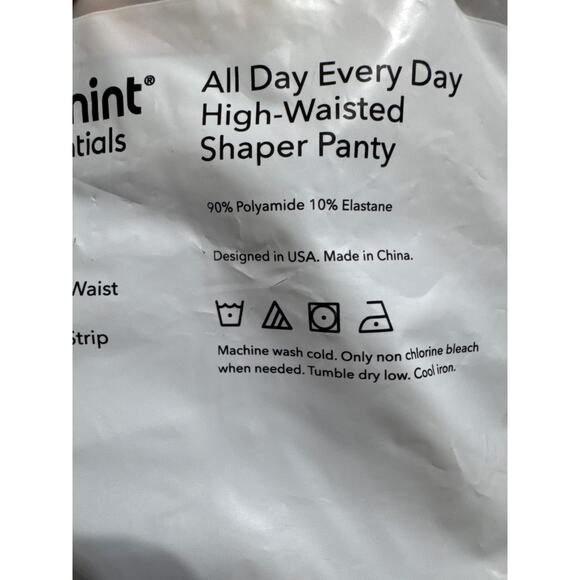 All Day Every Day
High-Waisted
Shaper Panty
90% Polyamide 10% Elastane
Designed in USA. Made in China.
Machine wash cold. Only non chlorine bleach
when needed. Tumble dry low. Cool iron.
mint®
ntials
Waist
Strip